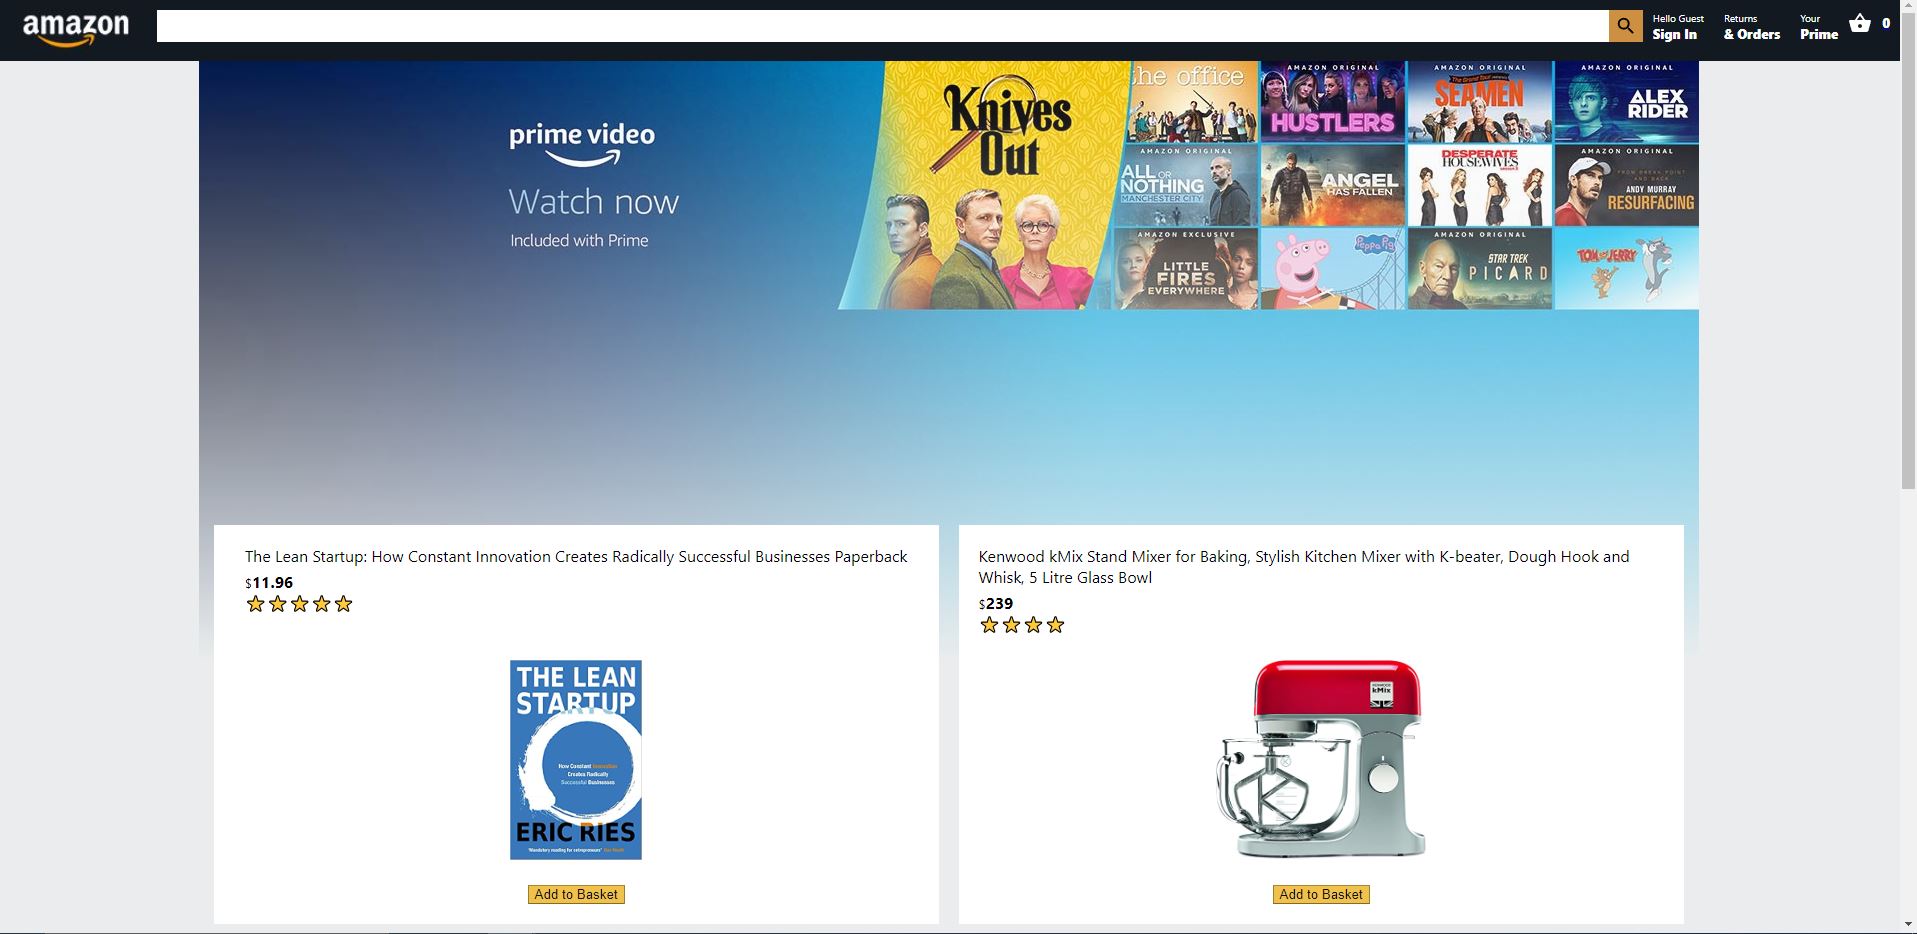 amazon
Hello Guest
Sign In
Returns
& Orders
Your
Prime
0
prime video
Watch now
Included with Prime
Knives
Out
the office
AMAZON ORIGINAL
HUSTLERS
AMAZON ORIGINAL
The Grand Tour
SEAMEN
AMAZON ORIGINAL
ALEX
RIDER
AMAZON ORIGINAL
ALL OR
NOTHING
MANCHESTER CITY
ANGEL
HAS FALLEN
DESPERATE
HOUSEWIVES
AMAZON ORIGINAL
FROM BREAK POINT
AND BACK
ANDY MURRAY
RESURFACING
AMAZON EXCLUSIVE
LITTLE
FIRES
EVERYWHERE
Peppa Pig
AMAZON ORIGINAL
STAR TREK
PICARD
TOM and JERRY
The Lean Startup: How Constant Innovation Creates Radically Successful Businesses Paperback
$11.96
THE LEAN
STARTUP
How Constant Innovation
Creates Radically
Successful Businesses
ERIC RIES
'Mandatory reading for entrepreneurs'
Add to Basket
Kenwood kMix Stand Mixer for Baking, Stylish Kitchen Mixer with K-beater, Dough Hook and
Whisk, 5 Litre Glass Bowl
$239
KENWOOD
kMix
Add to Basket